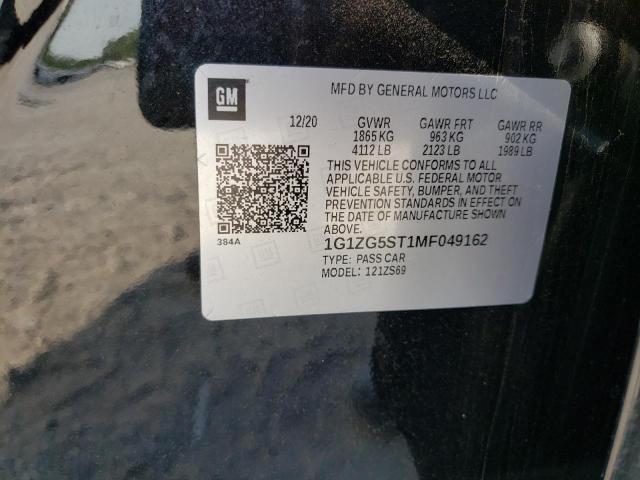 GM
MFD BY GENERAL MOTORS LLC
12/20 GVWR GAWR FRT GAWR RR
1865 KG 963 KG 902 KG
4112 LB 2123 LB 1989 LB
THIS VEHICLE CONFORMS TO ALL
APPLICABLE U.S. FEDERAL MOTOR
VEHICLE SAFETY, BUMPER, AND THEFT
PREVENTION STANDARDS IN EFFECT ON
THE DATE OF MANUFACTURE SHOWN
ABOVE.
384A
1G1ZG5ST1MF049162
TYPE: PASS CAR
MODEL: 121ZS69